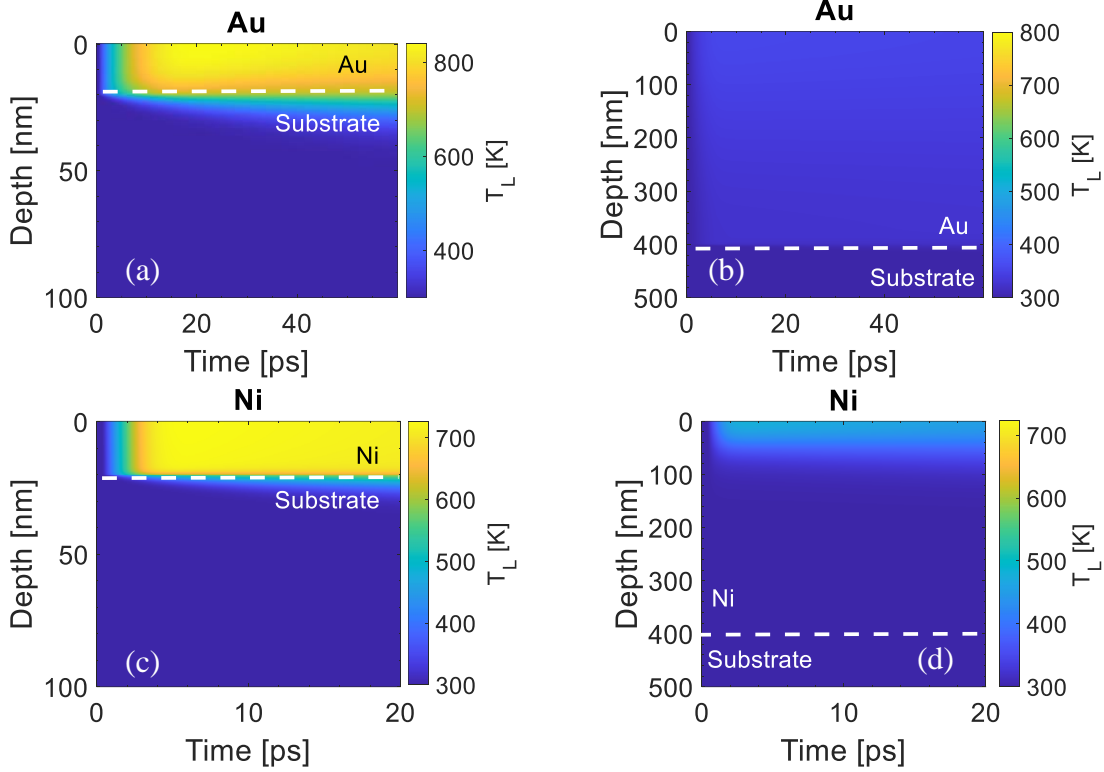 Au
0
50
100
Depth [nm]
0
20
40
Time [ps]
Au
Substrate
(a)
800
600
400
T_L [K]
Au
0
100
200
300
400
500
Depth [nm]
0
20
40
Time [ps]
Au
Substrate
(b)
800
700
600
500
400
300
T_L [K]
Ni
0
50
100
Depth [nm]
0
10
20
Time [ps]
Ni
Substrate
(c)
700
600
500
400
300
T_L [K]
Ni
0
100
200
300
400
500
Depth [nm]
0
10
20
Time [ps]
Ni
Substrate
(d)
700
600
500
400
300
T_L [K]